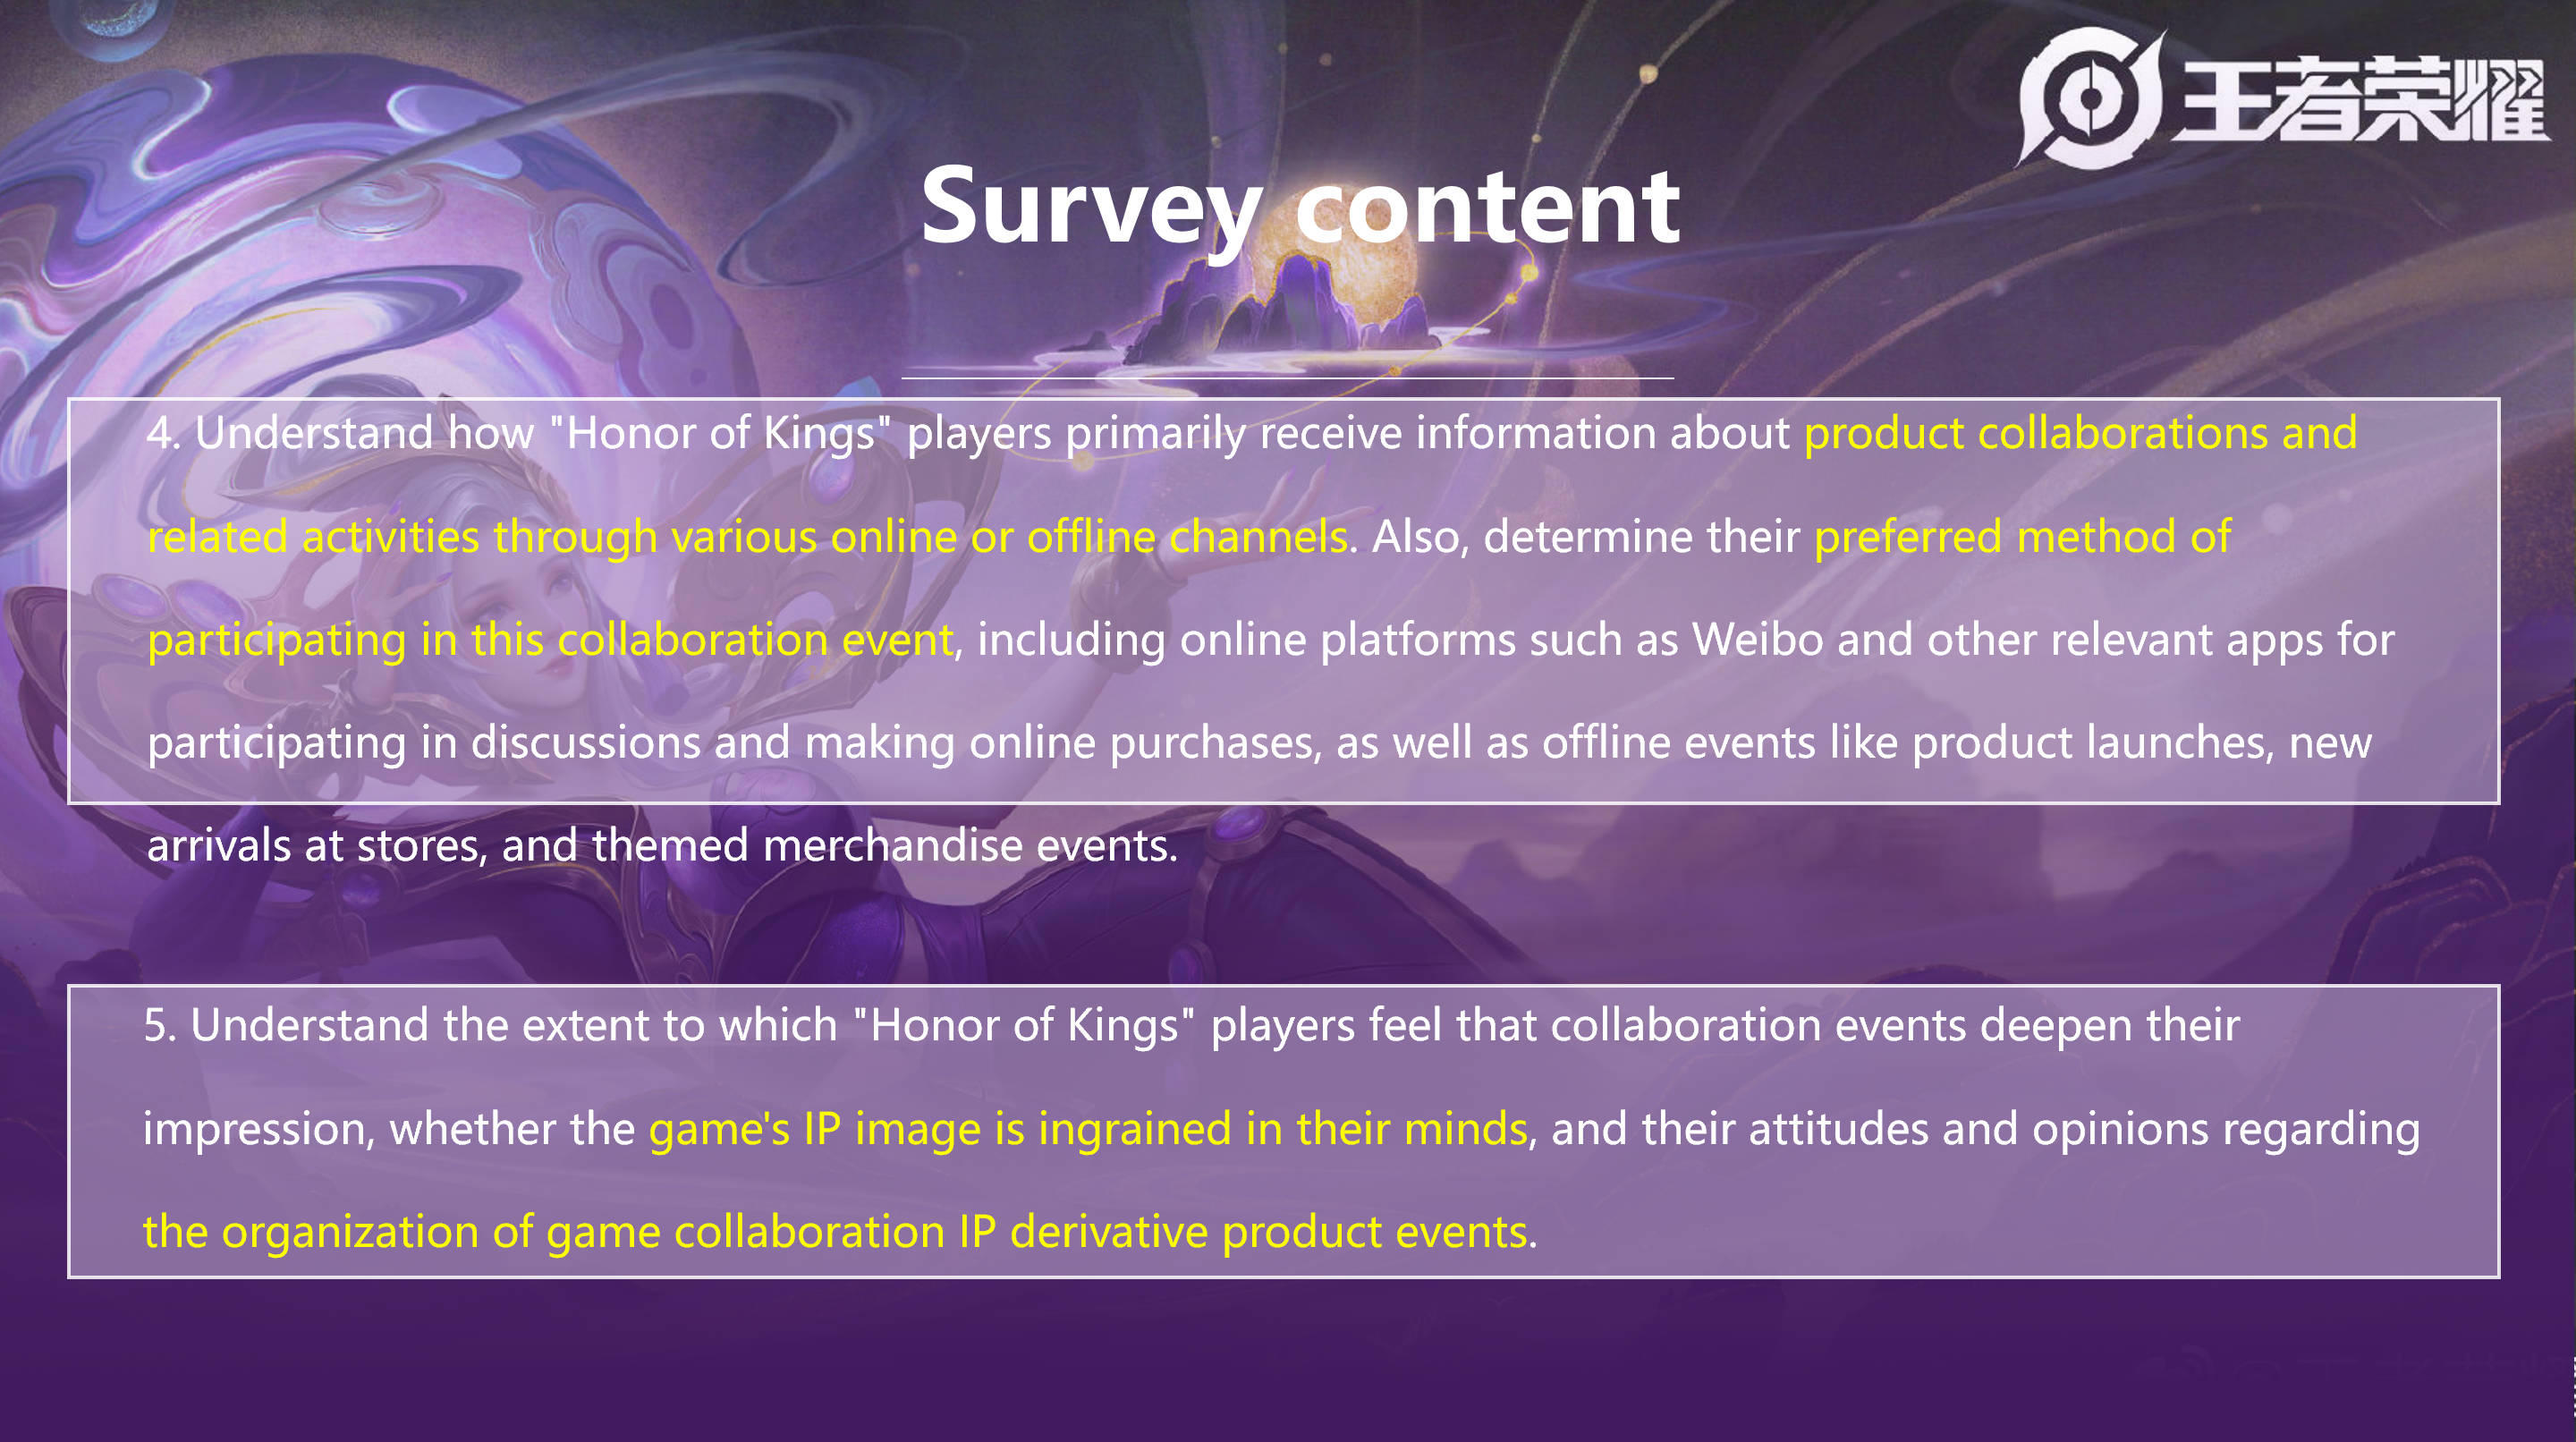 王者荣耀
Survey content
4. Understand how "Honor of Kings" players primarily receive information about product collaborations and
related activities through various online or offline channels. Also, determine their preferred method of
participating in this collaboration event, including online platforms such as Weibo and other relevant apps for
participating in discussions and making online purchases, as well as offline events like product launches, new
arrivals at stores, and themed merchandise events.
5. Understand the extent to which "Honor of Kings" players feel that collaboration events deepen their
impression, whether the game's IP image is ingrained in their minds, and their attitudes and opinions regarding
the organization of game collaboration IP derivative product events.